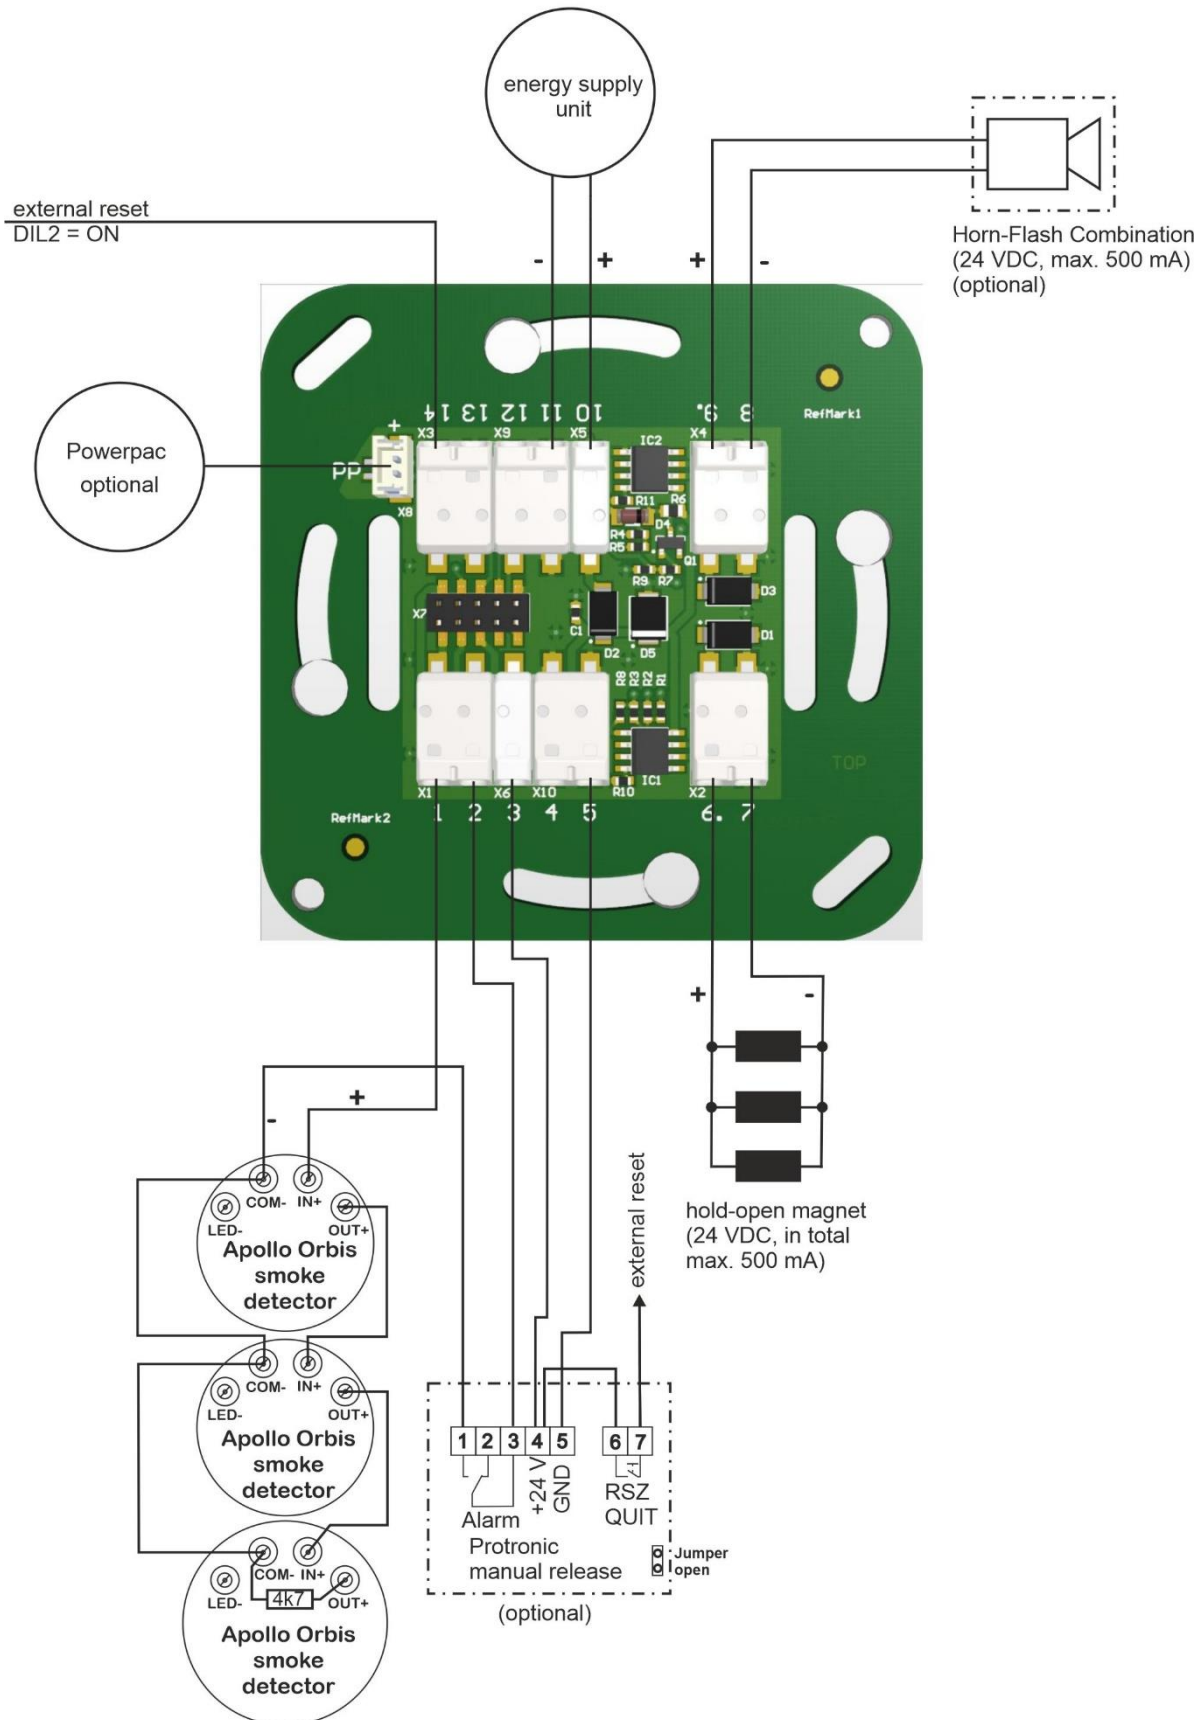 energy supply
unit
external reset
DIL2 = ON
- +
+ -
Horn-Flash Combination
(24 VDC, max. 500 mA)
(optional)
Powerpac
optional
+
PP
X8
14 13 12 11 10
9. 8
X3
X9
X5
X4
RefMark1
IC2
R11
R6
D4
R4
R5
Q1
R9
R7
X7
C1
D2
D5
D3
D1
R8
R3
R2
R1
IC1
R10
TOP
X1
X6
X10
X2
1 2 3 4 5
6. 7
RefMark2
+ -
- +
COM- IN+
LED- OUT+
Apollo Orbis
smoke
detector
COM- IN+
LED- OUT+
Apollo Orbis
smoke
detector
COM- IN+
LED- 4k7 OUT+
Apollo Orbis
smoke
detector
hold-open magnet
(24 VDC, in total
max. 500 mA)
external reset
1 2 3 4 5 6 7
+24 V
GND
RSZ
QUIT
Alarm
Protronic
manual release
Jumper
open
(optional)